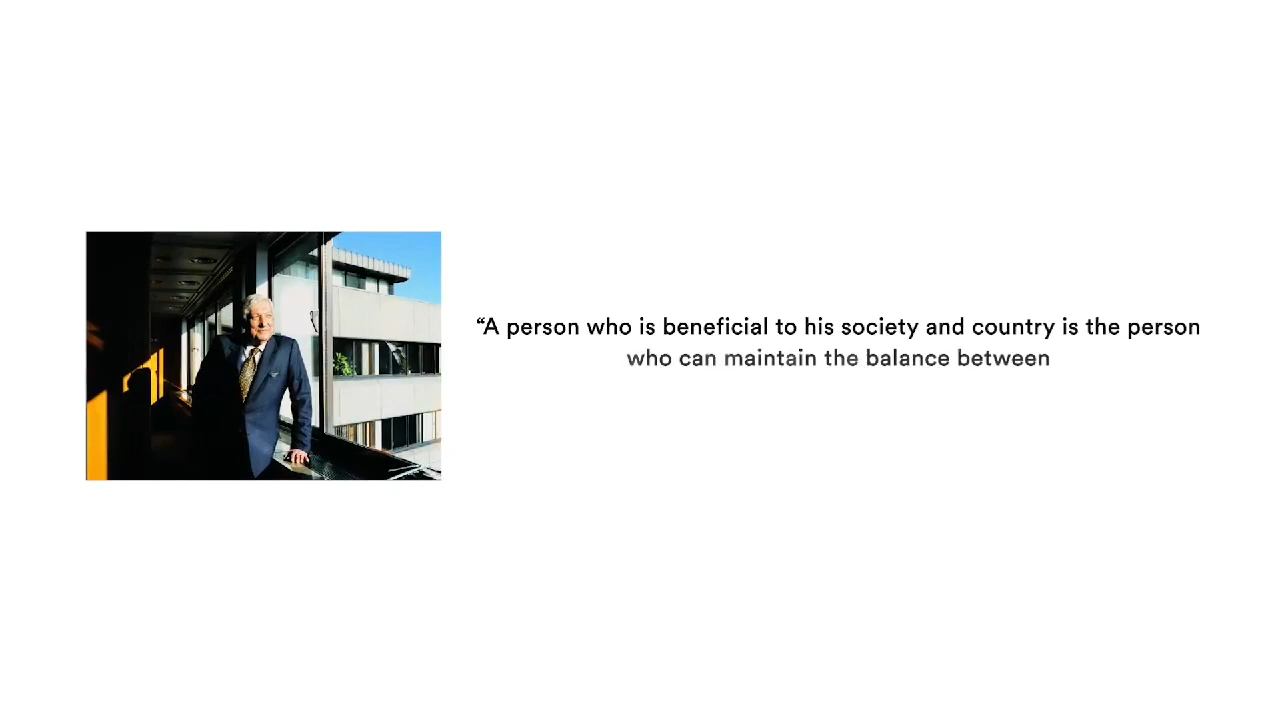 “A person who is beneficial to his society and country is the person
who can maintain the balance between